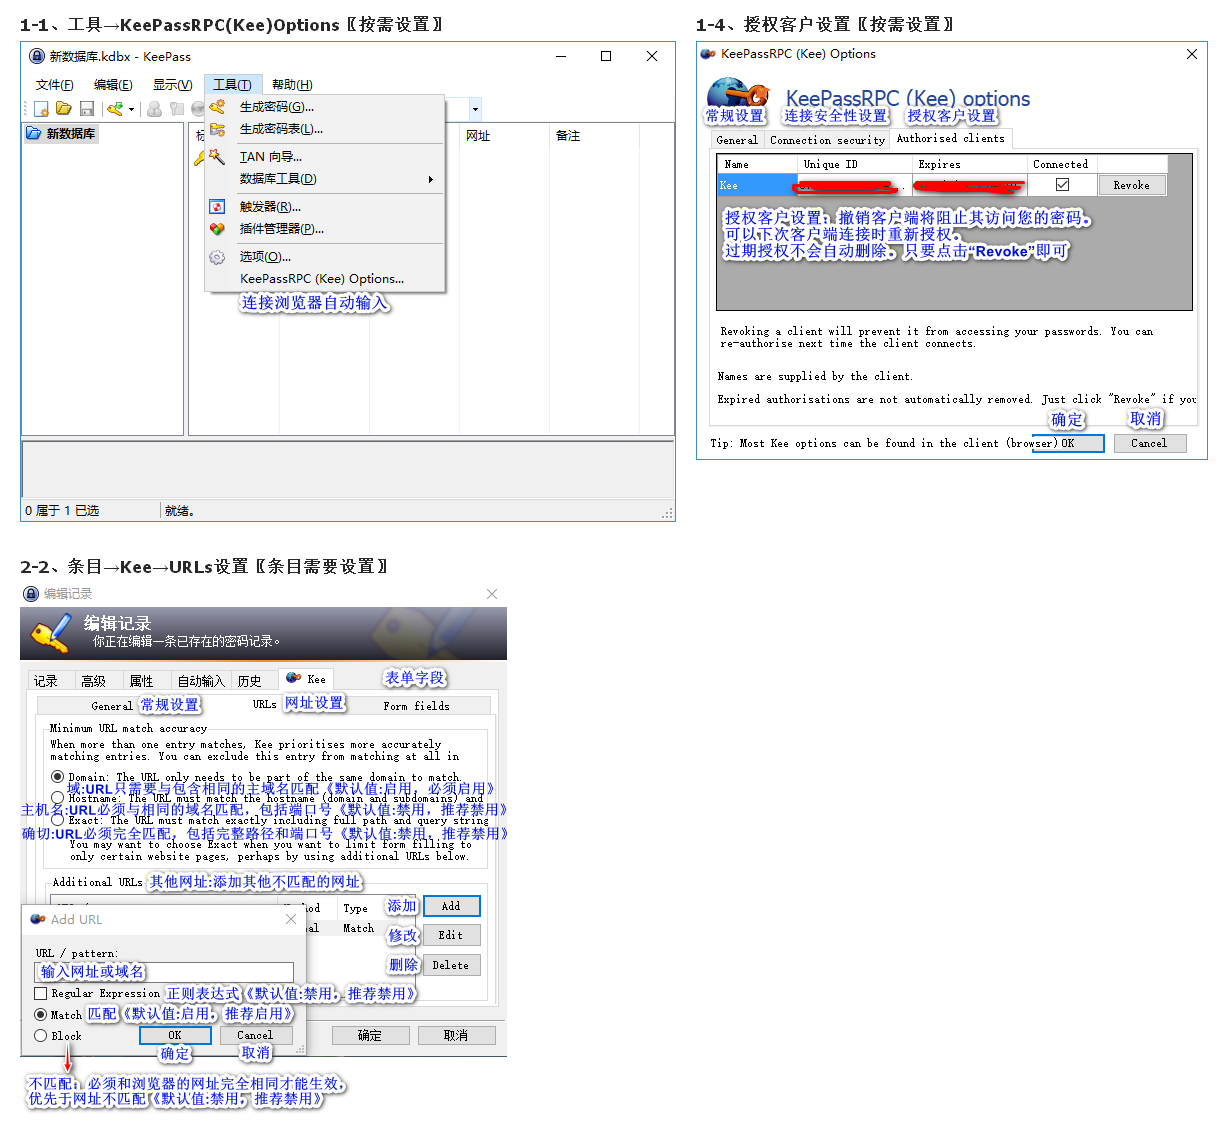 1-1、工具→KeePassRPC(Kee)Options〖按需设置〗
新数据库.kdbx - KeePass
文件(F) 编辑(E) 显示(V) 工具(T) 帮助(H)
生成密码(G)...
新数据库
生成密码表(L)...
网址 备注
TAN 向导...
数据库工具(D)
触发器(R)...
插件管理器(P)...
选项(O)...
KeePassRPC (Kee) Options...
连接浏览器自动输入
0 属于 1 已选 就绪。
1-4、授权客户设置〖按需设置〗
KeePassRPC (Kee) Options
KeePassRPC (Kee) options
常规设置 连接安全性设置 授权客户设置
General Connection security Authorised clients
Name Unique ID Expires Connected
Kee Revoke
授权客户设置：撤销客户端将阻止其访问您的密码。
可以下次客户端连接时重新授权。
过期授权不会自动删除。只要点击“Revoke”即可
Revoking a client will prevent it from accessing your passwords. You can
re-authorise next time the client connects.
Names are supplied by the client.
Expired authorisations are not automatically removed. Just click "Revoke" if you
确定 取消
Tip: Most Kee options can be found in the client (browser) OK Cancel
2-2、条目→Kee→URLs设置〖条目需要设置〗
编辑记录
编辑记录
你正在编辑一条已存在的密码记录。
记录 高级 属性 自动输入 历史 Kee 表单字段
General 常规设置 URLs 网址设置 Form fields
Minimum URL match accuracy
When more than one entry matches, Kee prioritises more accurately
matching entries. You can exclude this entry from matching at all in
Domain: The URL only needs to be part of the same domain to match.
域:URL只需要与包含相同的主域名匹配《默认值:启用，必须启用》
Hostname: The URL must match the hostname (domain and subdomains) and
主机名:URL必须与相同的域名匹配，包括端口号《默认值:禁用，推荐禁用》
Exact: The URL must match exactly including full path and query string
确切:URL必须完全匹配，包括完整路径和端口号《默认值:禁用，推荐禁用》
You may want to choose Exact when you want to limit form filling to
only certain website pages, perhaps by using additional URLs below.
Additional URLs 其他网址:添加其他不匹配的网址
Type 添加 Add
Match 修改 Edit
删除 Delete
Add URL
URL / pattern:
输入网址或域名
Regular Expression 正则表达式《默认值:禁用，推荐禁用》
Match 匹配《默认值:启用，推荐启用》
Block OK Cancel 确定 取消
确定 取消
不匹配：必须和浏览器的网址完全相同才能生效，
优先于网址不匹配《默认值:禁用，推荐禁用》